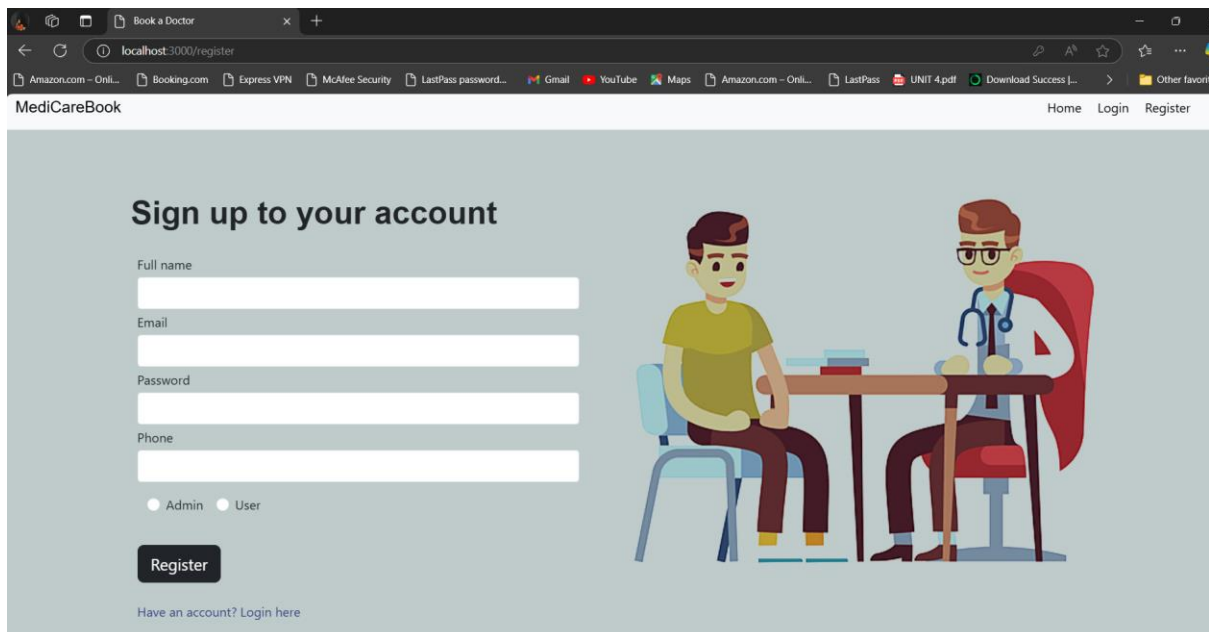 Book a Doctor
localhost:3000/register
Amazon.com – Onli... Booking.com Express VPN McAfee Security LastPass password... Gmail YouTube Maps Amazon.com – Onli... LastPass UNIT 4.pdf Download Success |... Other favorit
MediCareBook Home Login Register
Sign up to your account
Full name
Email
Password
Phone
Admin User
Register
Have an account? Login here